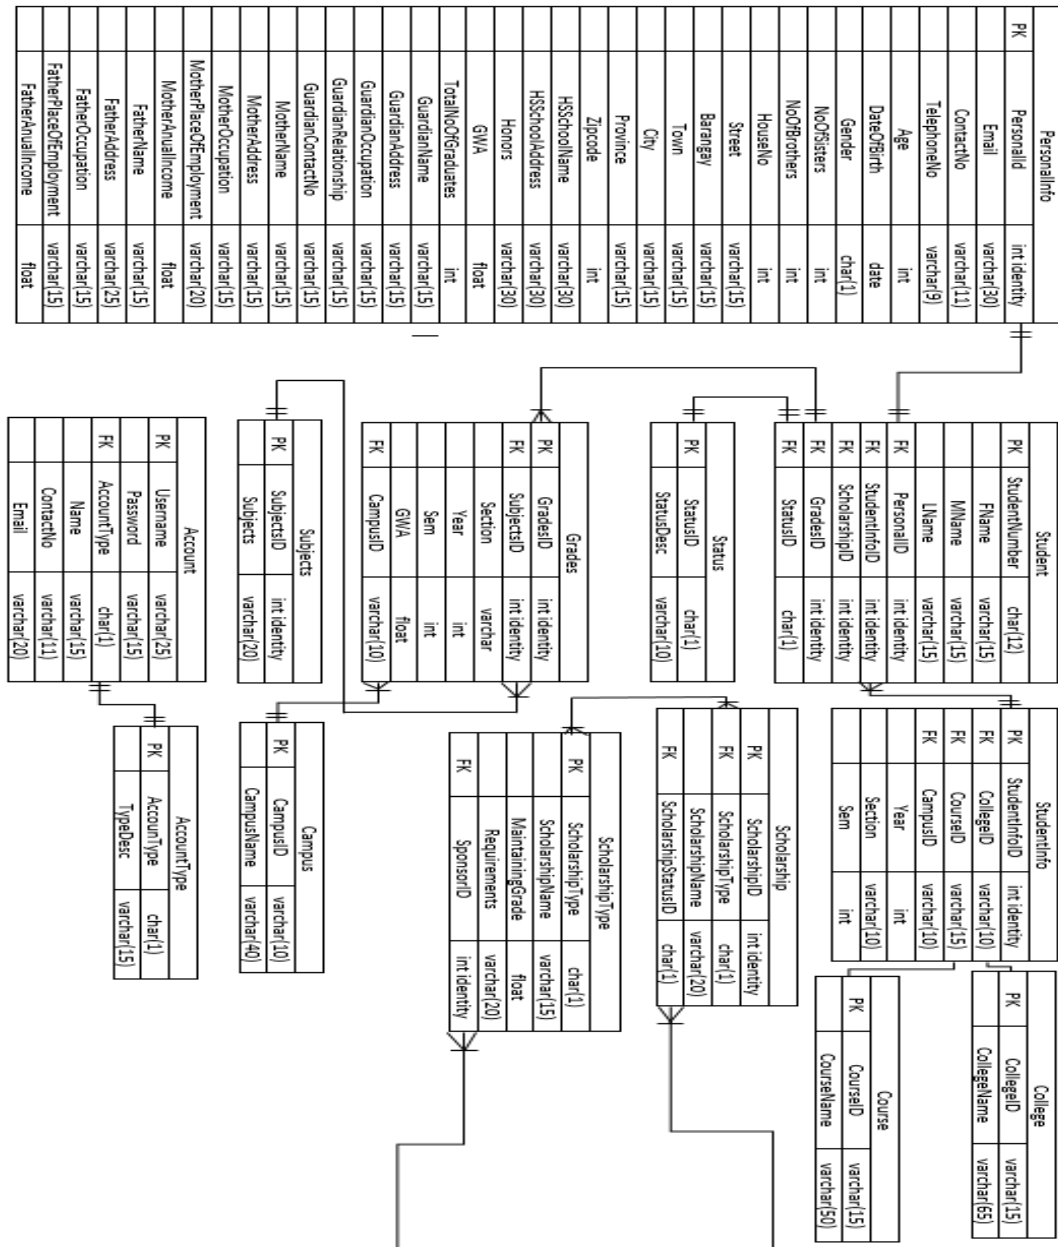 PersonalInfo
PK PersonalId int identity
Email varchar(30)
ContactNo varchar(11)
TelephoneNo varchar(9)
Age int
DateOfBirth date
Gender char(1)
NoOfSisters int
NoOfBrothers int
HouseNo int
Street varchar(15)
Barangay varchar(15)
Town varchar(15)
City varchar(15)
Province varchar(15)
Zipcode int
HSSchoolName varchar(30)
HSSchoolAddress varchar(30)
Honors varchar(30)
GWA float
TotalNoOfGraduates int
GuardianName varchar(15)
GuardianAddress varchar(15)
GuardianOccupation varchar(15)
GuardianRelationship varchar(15)
GuardianContactNo varchar(15)
MotherName varchar(15)
MotherAddress varchar(15)
MotherOccupation varchar(15)
MotherPlaceOfEmployment varchar(20)
MotherAnualIncome float
FatherName varchar(15)
FatherAddress varchar(25)
FatherOccupation varchar(15)
FatherPlaceOfEmployment varchar(15)
FatherAnualIncome float
Student
PK StudentNumber char(12)
FName varchar(15)
MName varchar(15)
LName varchar(15)
FK PersonalID int identity
FK StudentInfoID int identity
FK ScholarshipID int identity
FK GradesID int identity
FK StatusID char(1)
Status
PK StatusID char(1)
StatusDesc varchar(10)
Grades
PK GradesID int identity
FK SubjectsID int identity
Section varchar
Year int
Sem int
GWA float
FK CampusID varchar(10)
Subjects
PK SubjectsID int identity
Subjects varchar(20)
Account
PK Username varchar(25)
Password varchar(15)
FK AccountType char(1)
Name varchar(15)
ContactNo varchar(11)
Email varchar(20)
StudentInfo
PK StudentInfoID int identity
FK CollegeID varchar(10)
FK CourseID varchar(15)
FK CampusID varchar(10)
Year int
Section varchar(10)
Sem int
Scholarship
PK ScholarshipID int identity
FK ScholarshipType char(1)
ScholarshipName varchar(20)
FK ScholarshipStatusID char(1)
ScholarshipType
PK ScholarshipType char(1)
ScholarshipName varchar(15)
MaintainingGrade float
Requirements varchar(20)
FK SponsorID int identity
Campus
PK CampusID varchar(10)
CampusName varchar(40)
AccountType
PK AccountType char(1)
TypeDesc varchar(15)
College
PK CollegeID varchar(15)
CollegeName varchar(65)
Course
PK CourseID varchar(15)
CourseName varchar(50)